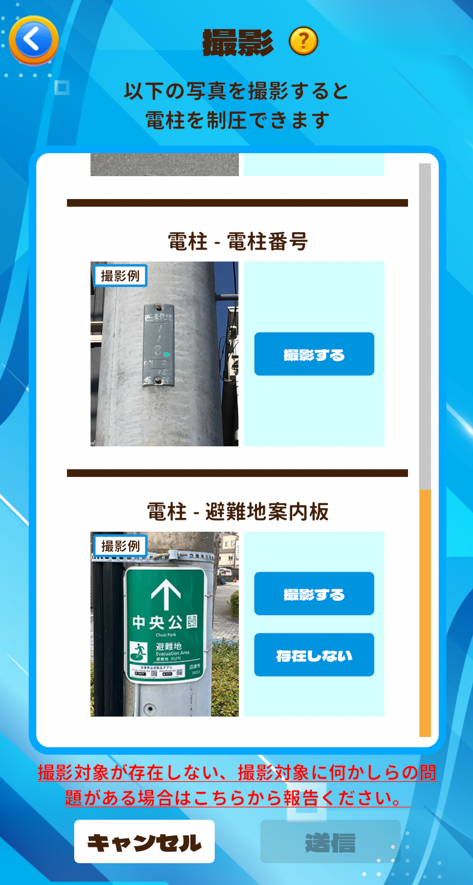 撮影
?
以下の写真を撮影すると
電柱を制圧できます
電柱 - 電柱番号
撮影例
撮影する
電柱 - 避難地案内板
撮影例
中央公園
Chuo Park
避難地
Evacuation Area
撮影する
存在しない
撮影対象が存在しない、撮影対象に何かしらの問
題がある場合はこちらから報告ください。
キャンセル
送信